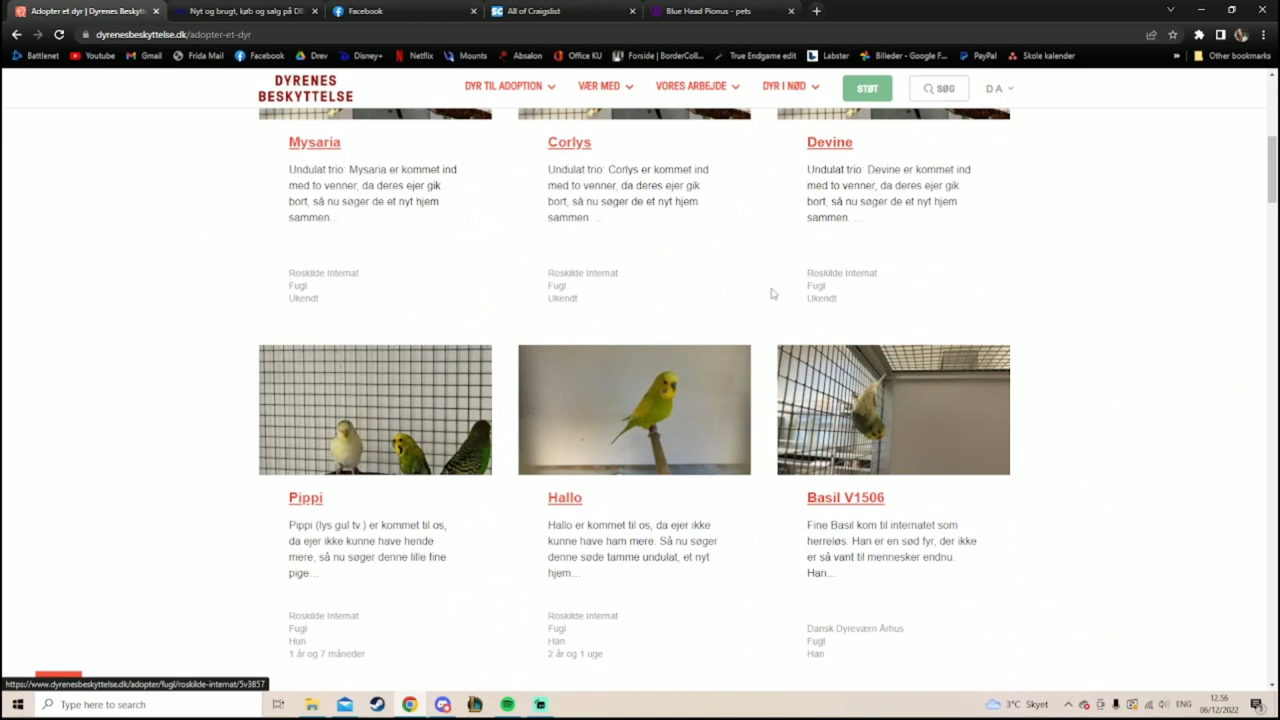 Adopter et dyr | Dyrenes Beskytt
Nyt og brugt, køb og salg på DB
Facebook
All of Craigslist
Blue Head Pionus - pets
dyrenesbeskyttelse.dk/adopter-et-dyr
Battlenet
Youtube
Gmail
Frida Mail
Facebook
Drev
Disney+
Netflix
Mounts
Absalon
Office KU
Forside | BorderColl...
True Endgame edit
Labster
Billeder - Google F...
PayPal
Skole kalender
»
Other bookmarks
DYRENES
BESKYTTELSE
DYR TIL ADOPTION
VÆR MED
VORES ARBEJDE
DYR I NØD
STØT
SØG
DA
Mysaria
Undulat trio: Mysaria er kommet ind
med to venner, da deres ejer gik
bort, så nu søger de et nyt hjem
sammen...
Roskilde Internat
Fugl
Ukendt
Corlys
Undulat trio: Corlys er kommet ind
med to venner, da deres ejer gik
bort, så nu søger de et nyt hjem
sammen. ...
Roskilde Internat
Fugl
Ukendt
Devine
Undulat trio: Devine er kommet ind
med to venner, da deres ejer gik
bort, så nu søger de et nyt hjem
sammen. ...
Roskilde Internat
Fugl
Ukendt
Pippi
Pippi (lys gul tv.) er kommet til os,
da ejer ikke kunne have hende
mere, så nu søger denne lille fine
pige...
Roskilde Internat
Fugl
Hun
1 år og 7 måneder
Hallo
Hallo er kommet til os, da ejer ikke
kunne have ham mere. Så nu søger
denne søde tamme undulat, et nyt
hjem...
Roskilde Internat
Fugl
Han
2 år og 1 uge
Basil V1506
Fine Basil kom til internatet som
herreløs. Han er en sød fyr, der ikke
er så vant til mennesker endnu.
Han...
Dansk Dyreværn Århus
Fugl
Han
https://www.dyrenesbeskyttelse.dk/adopter/fugl/roskilde-internat/5v3857
Type here to search
3°C Skyet
ENG
12.56
06/12/2022